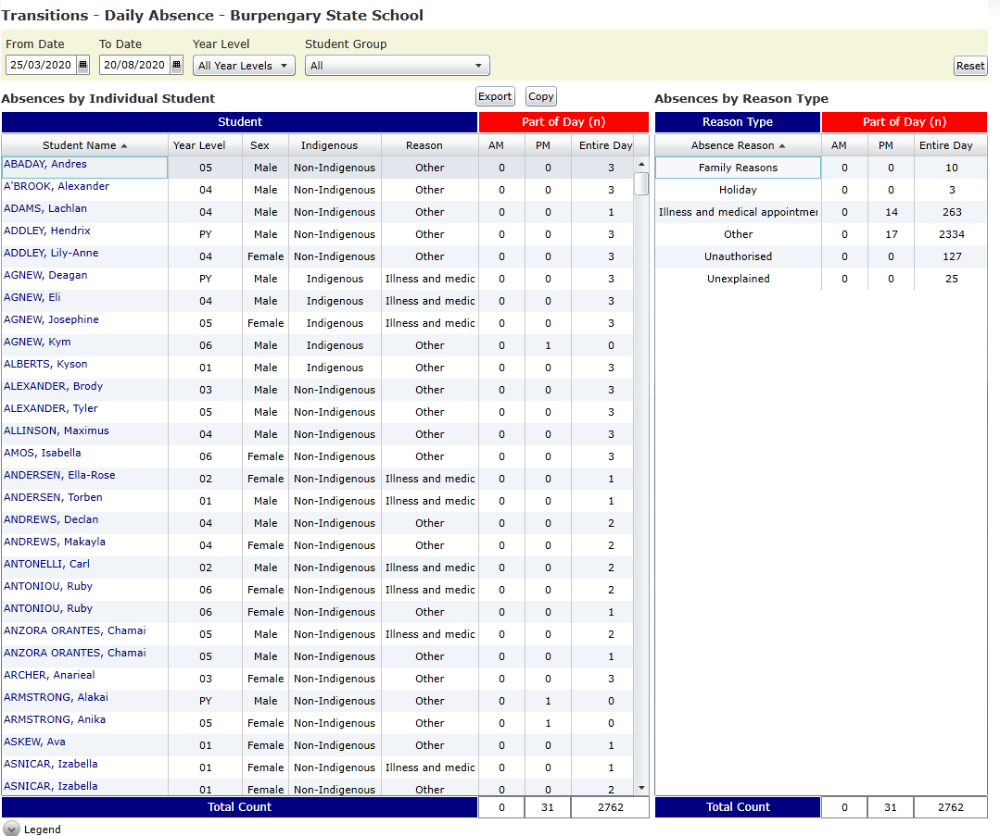 Transitions - Daily Absence - Burpengary State School
From Date To Date Year Level Student Group
25/03/2020 20/08/2020 All Year Levels All Reset
Absences by Individual Student Export Copy Absences by Reason Type
Student Part of Day (n) Reason Type Part of Day (n)
Student Name Year Level Sex Indigenous Reason AM PM Entire Day Absence Reason AM PM Entire Day
ABADAY, Andres 05 Male Non-Indigenous Other 0 0 3 Family Reasons 0 0 10
A'BROOK, Alexander 04 Male Non-Indigenous Other 0 0 3 Holiday 0 0 3
ADAMS, Lachlan 04 Male Non-Indigenous Other 0 0 1 Illness and medical appointmen 0 14 263
ADDLEY, Hendrix PY Male Non-Indigenous Other 0 0 3 Other 0 17 2334
ADDLEY, Lily-Anne 04 Female Non-Indigenous Other 0 0 3 Unauthorised 0 0 127
AGNEW, Deagan PY Male Indigenous Illness and medic 0 0 3 Unexplained 0 0 25
AGNEW, Eli 04 Male Indigenous Illness and medic 0 0 3
AGNEW, Josephine 05 Female Indigenous Illness and medic 0 0 3
AGNEW, Kym 06 Male Indigenous Other 0 1 0
ALBERTS, Kyson 01 Male Indigenous Other 0 0 3
ALEXANDER, Brody 03 Male Non-Indigenous Other 0 0 3
ALEXANDER, Tyler 05 Male Non-Indigenous Other 0 0 3
ALLINSON, Maximus 04 Male Non-Indigenous Other 0 0 3
AMOS, Isabella 06 Female Non-Indigenous Other 0 0 3
ANDERSEN, Ella-Rose 02 Female Non-Indigenous Illness and medic 0 0 1
ANDERSEN, Torben 01 Male Non-Indigenous Illness and medic 0 0 1
ANDREWS, Declan 04 Male Non-Indigenous Other 0 0 2
ANDREWS, Makayla 04 Female Non-Indigenous Other 0 0 2
ANTONELLI, Carl 02 Male Non-Indigenous Illness and medic 0 0 2
ANTONIOU, Ruby 06 Female Non-Indigenous Illness and medic 0 0 2
ANTONIOU, Ruby 06 Female Non-Indigenous Other 0 0 1
ANZORA ORANTES, Chamai 05 Male Non-Indigenous Illness and medic 0 0 2
ANZORA ORANTES, Chamai 05 Male Non-Indigenous Other 0 0 1
ARCHER, Anarieal 03 Female Non-Indigenous Other 0 0 3
ARMSTRONG, Alakai PY Male Non-Indigenous Other 0 1 0
ARMSTRONG, Anika 05 Female Non-Indigenous Other 0 1 0
ASKEW, Ava 01 Female Non-Indigenous Other 0 0 1
ASNICAR, Izabella 01 Female Non-Indigenous Illness and medic 0 0 1
ASNICAR, Izabella 01 Female Non-Indigenous Other 0 0 2
Total Count 0 31 2762 Total Count 0 31 2762
Legend